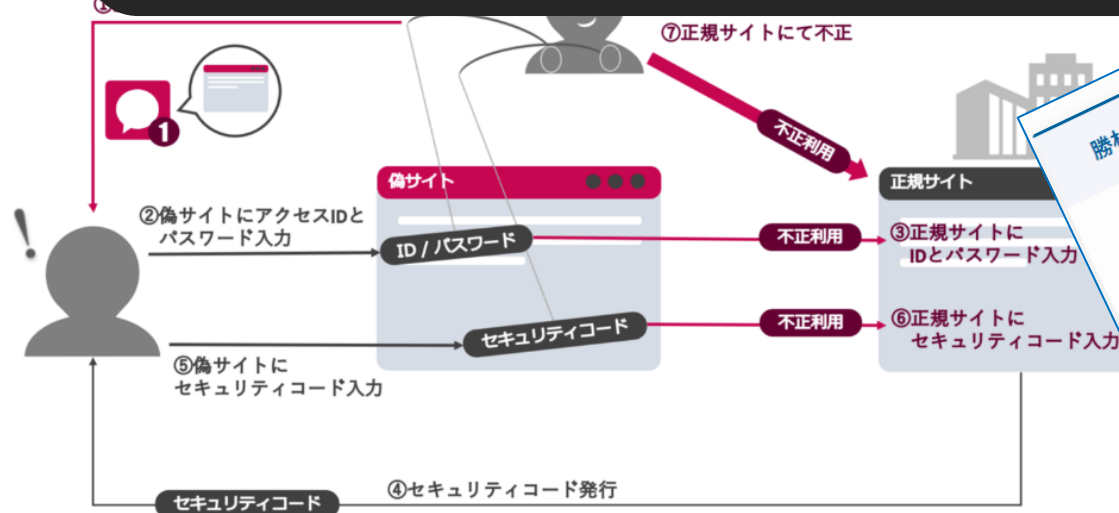 ①
⑦正規サイトにて不正
1
不正利用
偽サイト
正規サイト
②偽サイトにアクセスIDと
パスワード入力
ID / パスワード
不正利用
③正規サイトに
IDとパスワード入力
セキュリティコード
不正利用
⑥正規サイトに
セキュリティコード入力
⑤偽サイトに
セキュリティコード入力
④セキュリティコード発行
セキュリティコード
勝